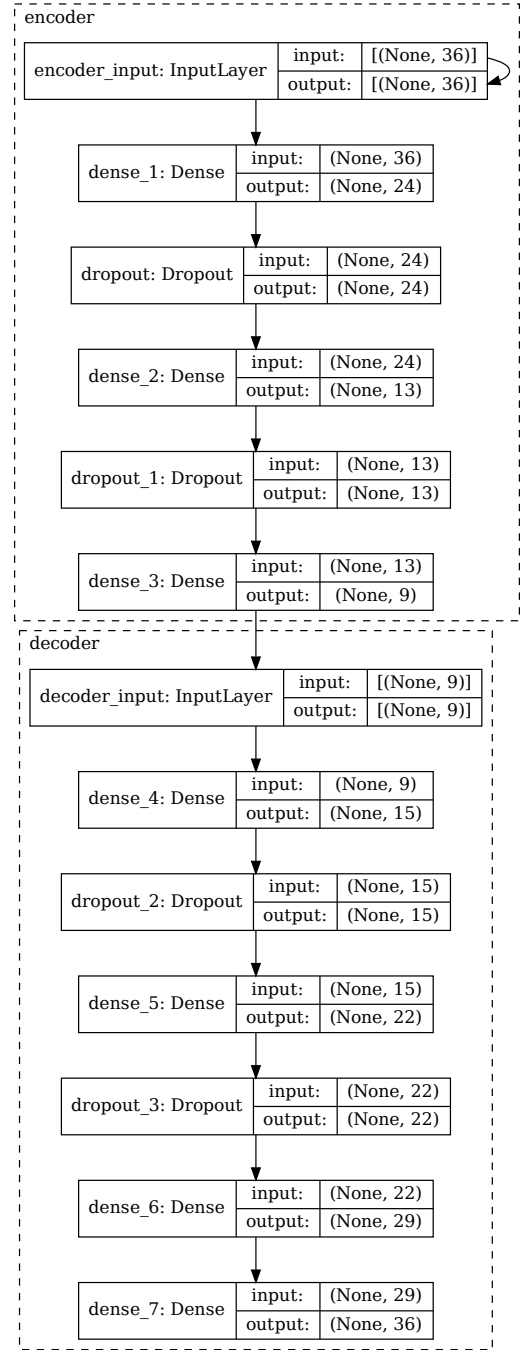 encoder
encoder_input: InputLayer
input: [(None, 36)]
output: [(None, 36)]
dense_1: Dense
input: (None, 36)
output: (None, 24)
dropout: Dropout
input: (None, 24)
output: (None, 24)
dense_2: Dense
input: (None, 24)
output: (None, 13)
dropout_1: Dropout
input: (None, 13)
output: (None, 13)
dense_3: Dense
input: (None, 13)
output: (None, 9)
decoder
decoder_input: InputLayer
input: [(None, 9)]
output: [(None, 9)]
dense_4: Dense
input: (None, 9)
output: (None, 15)
dropout_2: Dropout
input: (None, 15)
output: (None, 15)
dense_5: Dense
input: (None, 15)
output: (None, 22)
dropout_3: Dropout
input: (None, 22)
output: (None, 22)
dense_6: Dense
input: (None, 22)
output: (None, 29)
dense_7: Dense
input: (None, 29)
output: (None, 36)